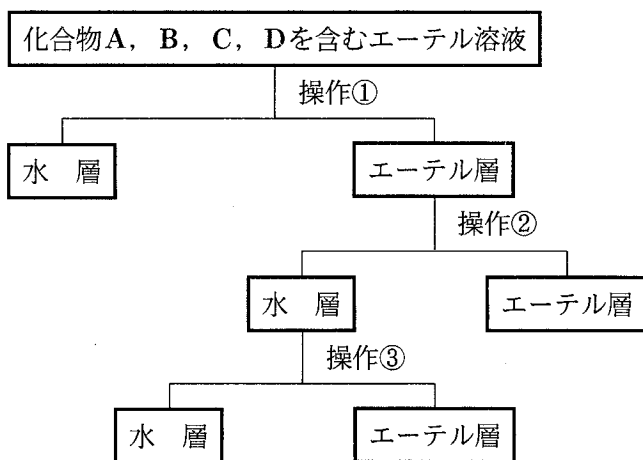 化合物A，B，C，Dを含むエーテル溶液
操作①
水　層
エーテル層
操作②
水　層
エーテル層
操作③
水　層
エーテル層